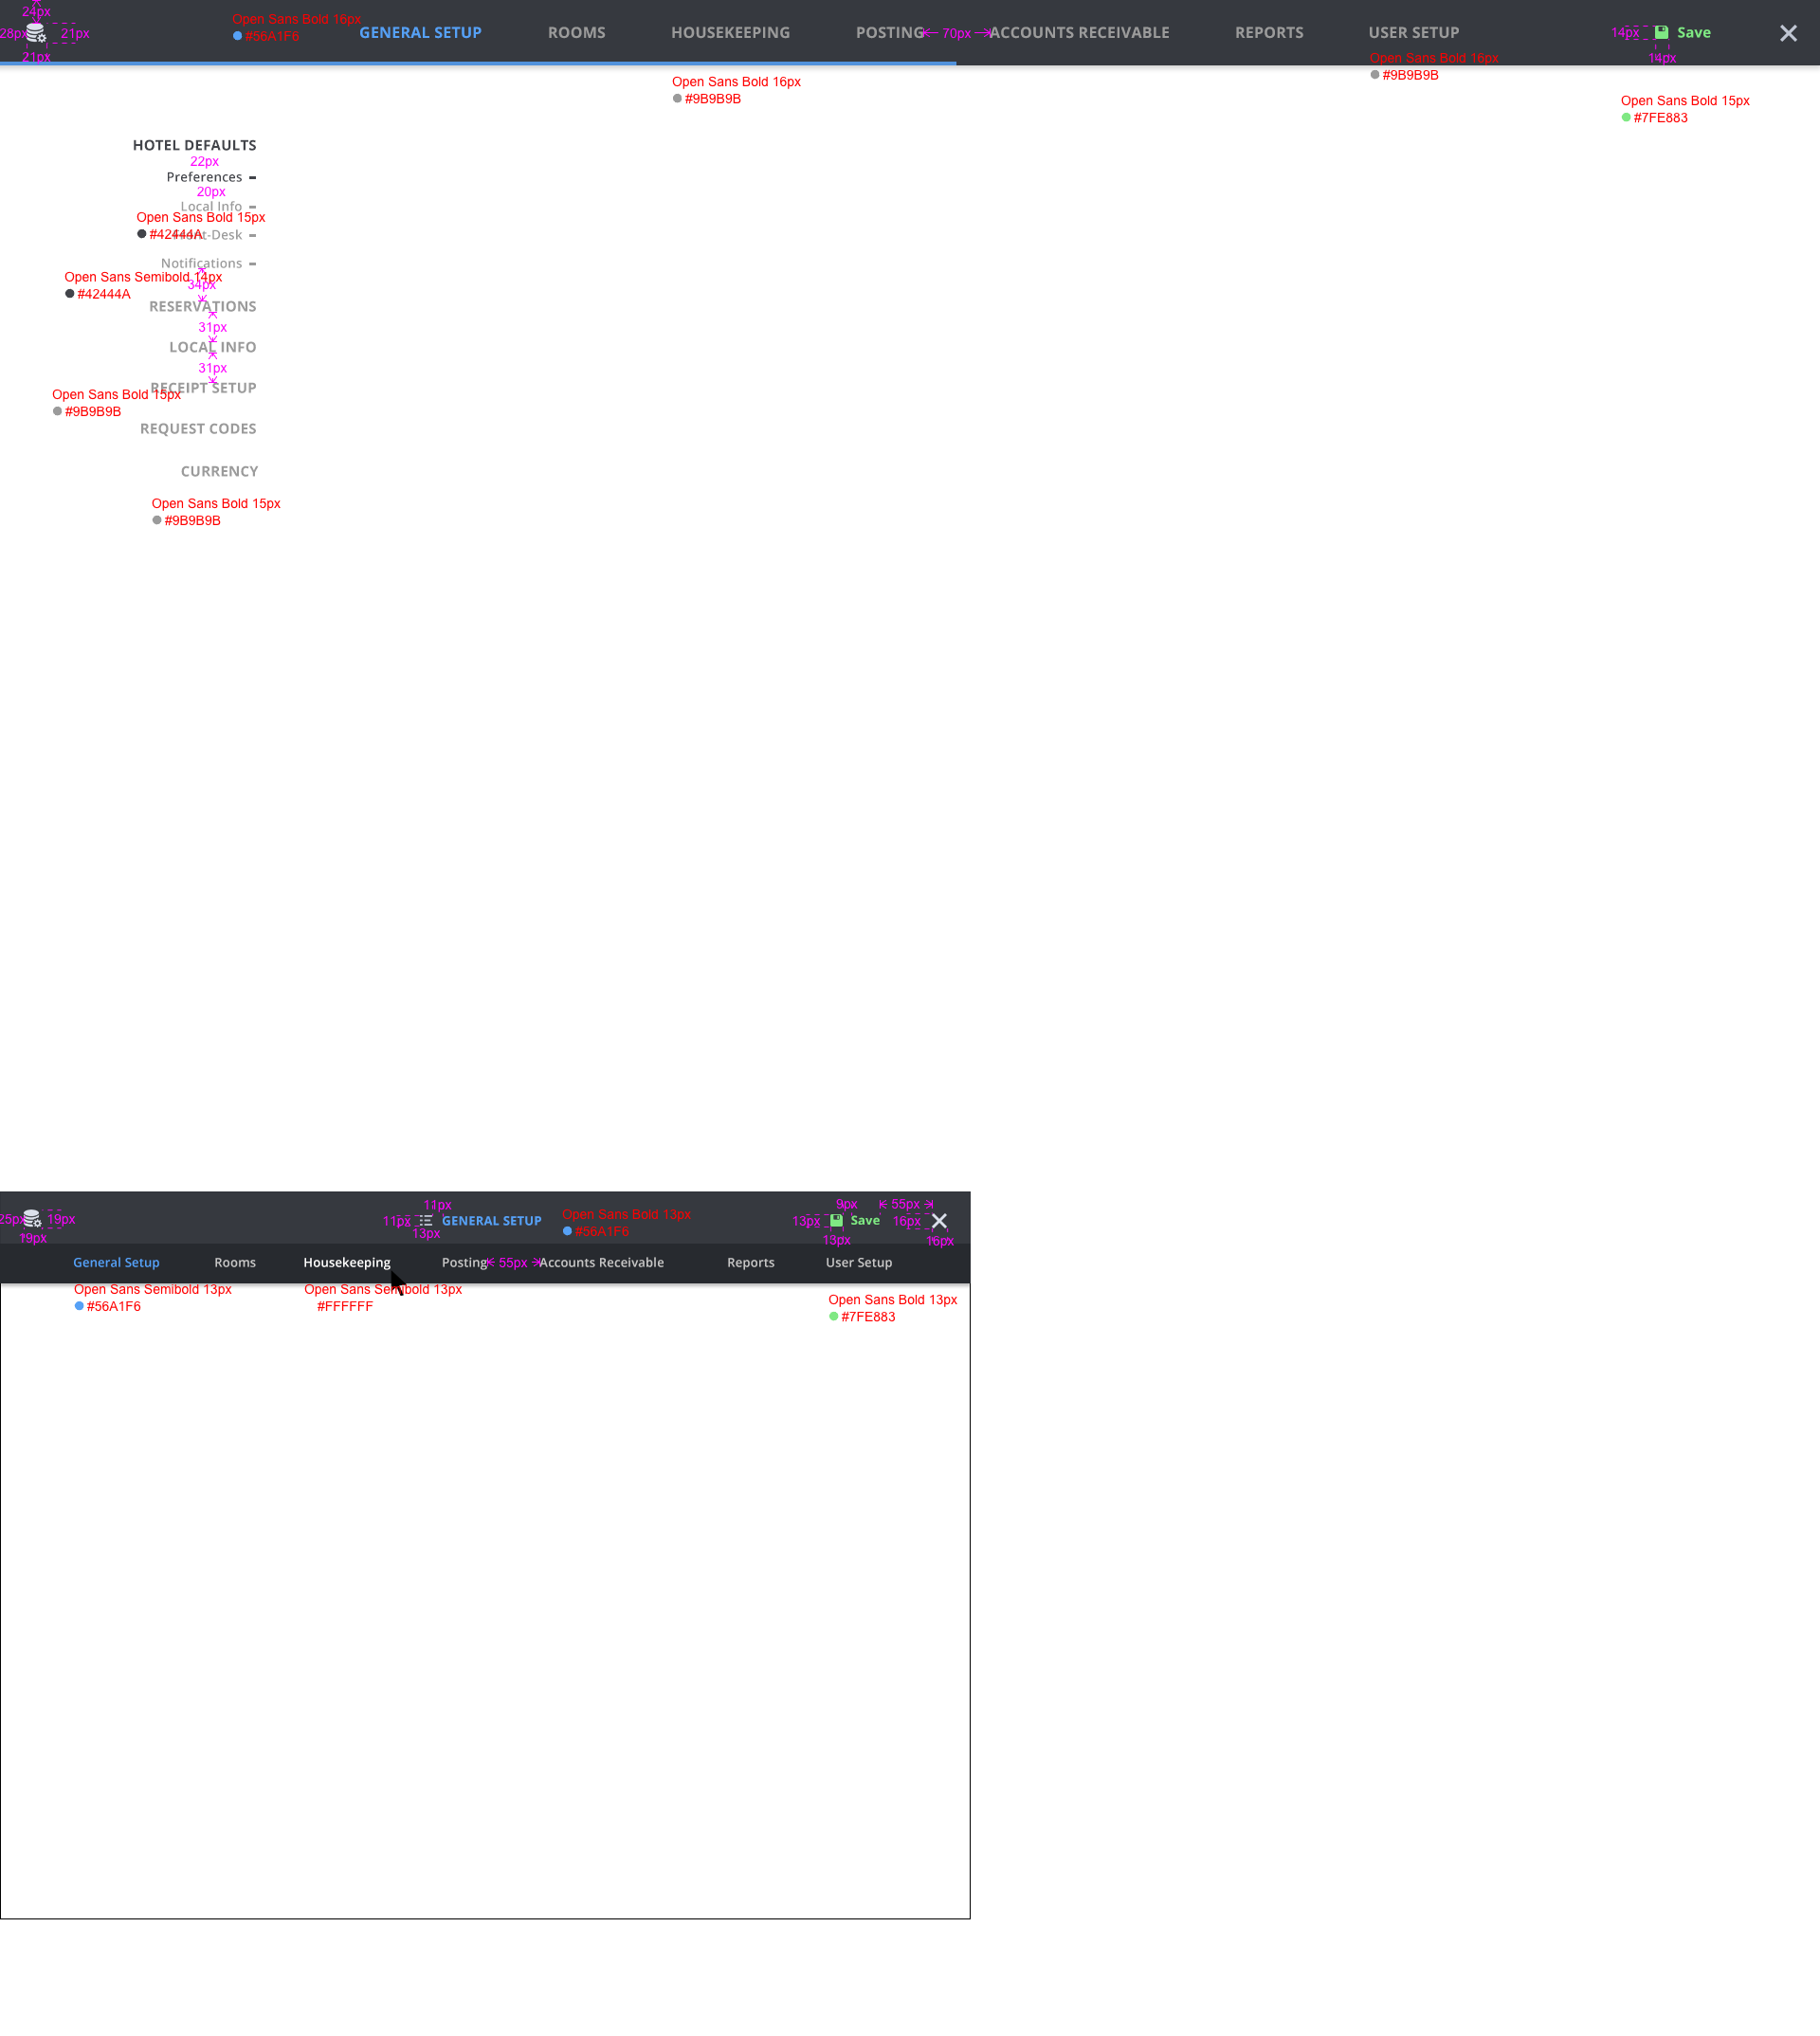 24px
28px
21px
21px
Open Sans Bold 16px
#56A1F6
GENERAL SETUP
ROOMS
HOUSEKEEPING
POSTING
70px
ACCOUNTS RECEIVABLE
REPORTS
USER SETUP
14px
Save
14px
Open Sans Bold 16px
#9B9B9B
Open Sans Bold 16px
#9B9B9B
Open Sans Bold 15px
#7FE883
HOTEL DEFAULTS
22px
Preferences
20px
Local Info
Open Sans Bold 15px
#42444A
-Desk
Notifications
Open Sans Semibold 14px
#42444A
34px
RESERVATIONS
31px
LOCAL INFO
31px
RECEIPT SETUP
Open Sans Bold 15px
#9B9B9B
REQUEST CODES
CURRENCY
Open Sans Bold 15px
#9B9B9B
25px
19px
19px
11px
11px
13px
GENERAL SETUP
Open Sans Bold 13px
#56A1F6
9px
55px
13px
Save
16px
13px
16px
General Setup
Rooms
Housekeeping
Posting
55px
Accounts Receivable
Reports
User Setup
Open Sans Semibold 13px
#56A1F6
Open Sans Semibold 13px
#FFFFFF
Open Sans Bold 13px
#7FE883